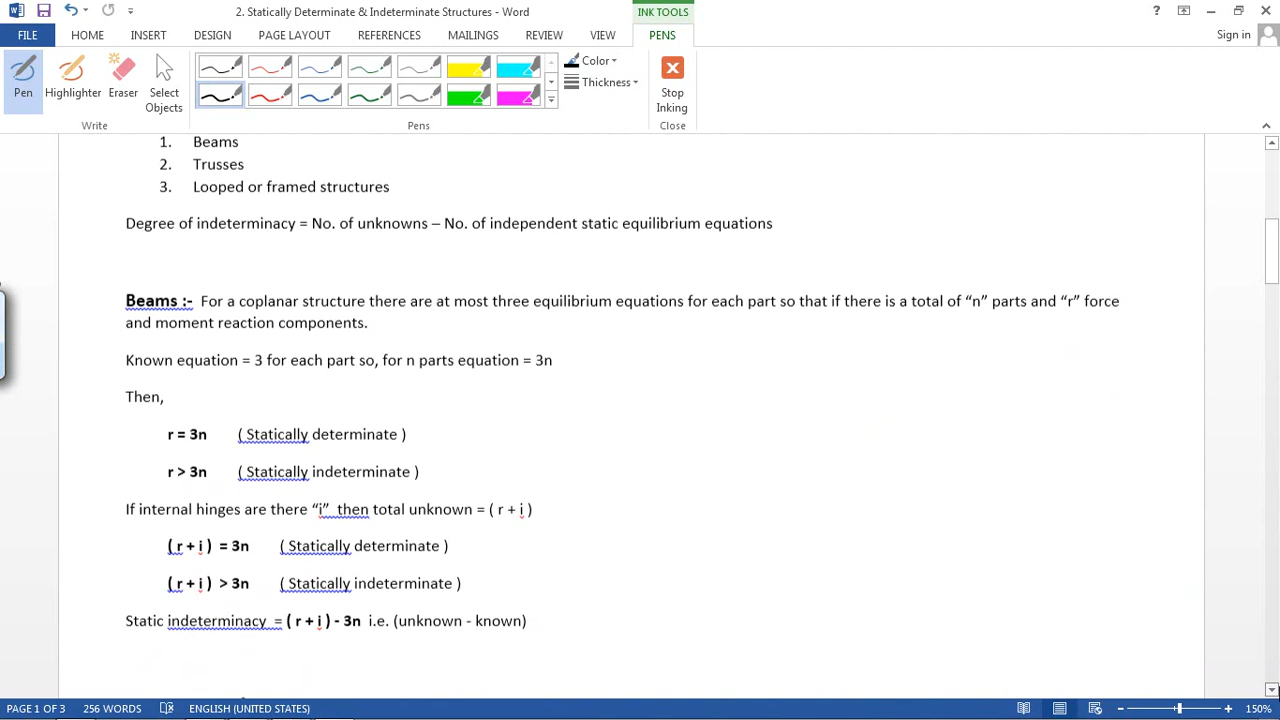 2. Statically Determinate & Indeterminate Structures - Word
INK TOOLS
?
FILE HOME INSERT DESIGN PAGE LAYOUT REFERENCES MAILINGS REVIEW VIEW PENS Sign in
Pen Highlighter Eraser Select Objects Color Thickness Stop Inking
Write Pens Close
1. Beams
2. Trusses
3. Looped or framed structures
Degree of indeterminacy = No. of unknowns – No. of independent static equilibrium equations
Beams :- For a coplanar structure there are at most three equilibrium equations for each part so that if there is a total of “n” parts and “r” force
and moment reaction components.
Known equation = 3 for each part so, for n parts equation = 3n
Then,
r = 3n ( Statically determinate )
r > 3n ( Statically indeterminate )
If internal hinges are there “i” then total unknown = ( r + i )
( r + i ) = 3n ( Statically determinate )
( r + i ) > 3n ( Statically indeterminate )
Static indeterminacy = ( r + i ) - 3n i.e. (unknown - known)
PAGE 1 OF 3 256 WORDS ENGLISH (UNITED STATES) 150%